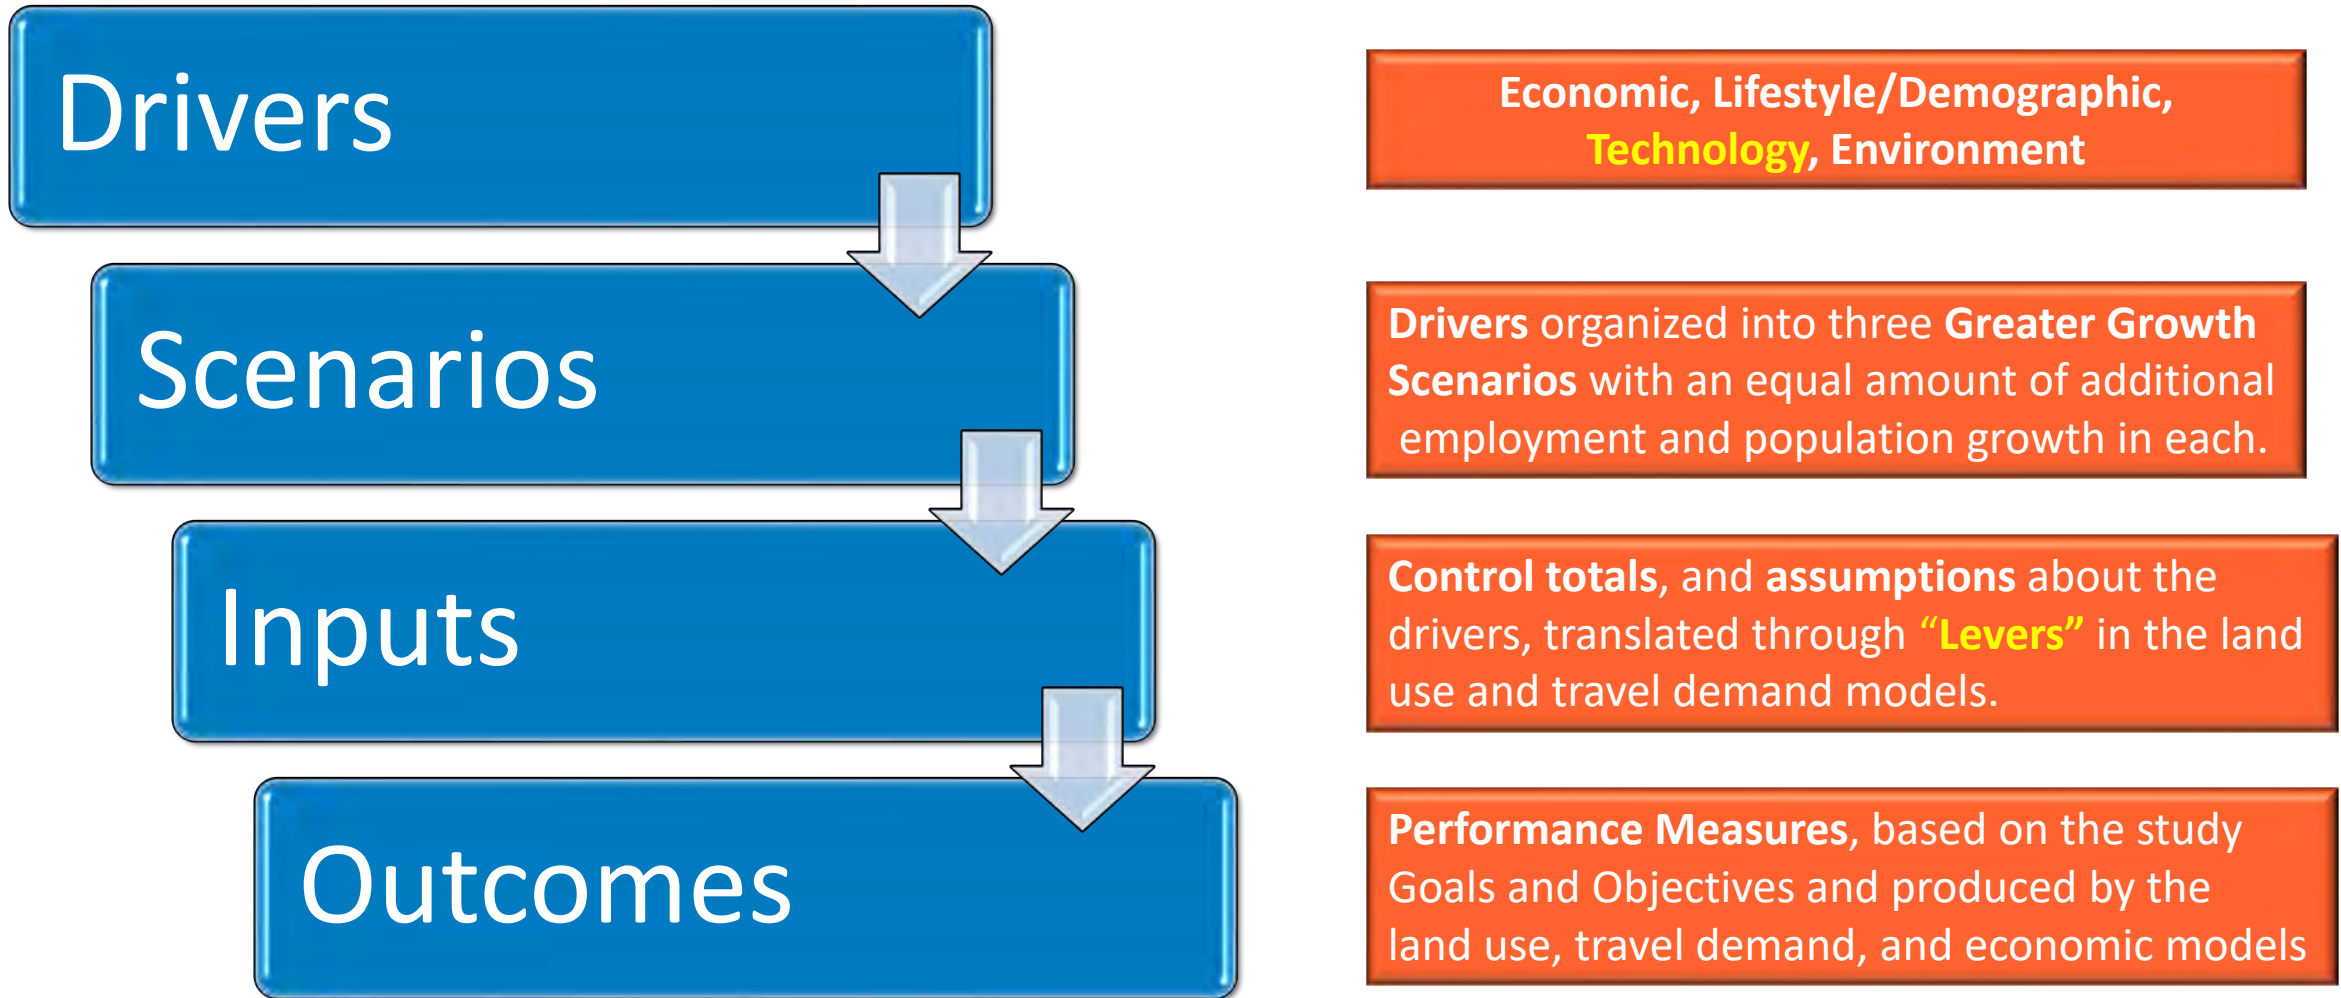 Drivers
Economic, Lifestyle/Demographic,
Technology, Environment
Scenarios
Drivers organized into three Greater Growth
Scenarios with an equal amount of additional
employment and population growth in each.
Inputs
Control totals, and assumptions about the
drivers, translated through “Levers” in the land
use and travel demand models.
Outcomes
Performance Measures, based on the study
Goals and Objectives and produced by the
land use, travel demand, and economic models